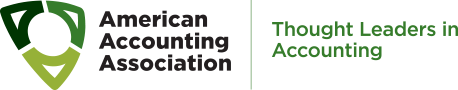 American
Accounting
Association
Thought Leaders in
Accounting